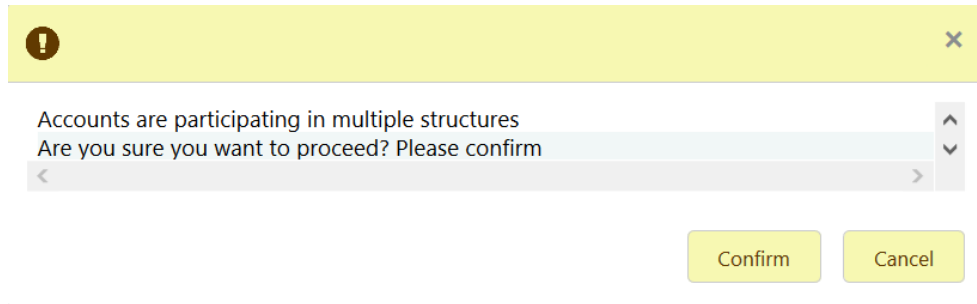 Accounts are participating in multiple structures
Are you sure you want to proceed? Please confirm
Confirm
Cancel